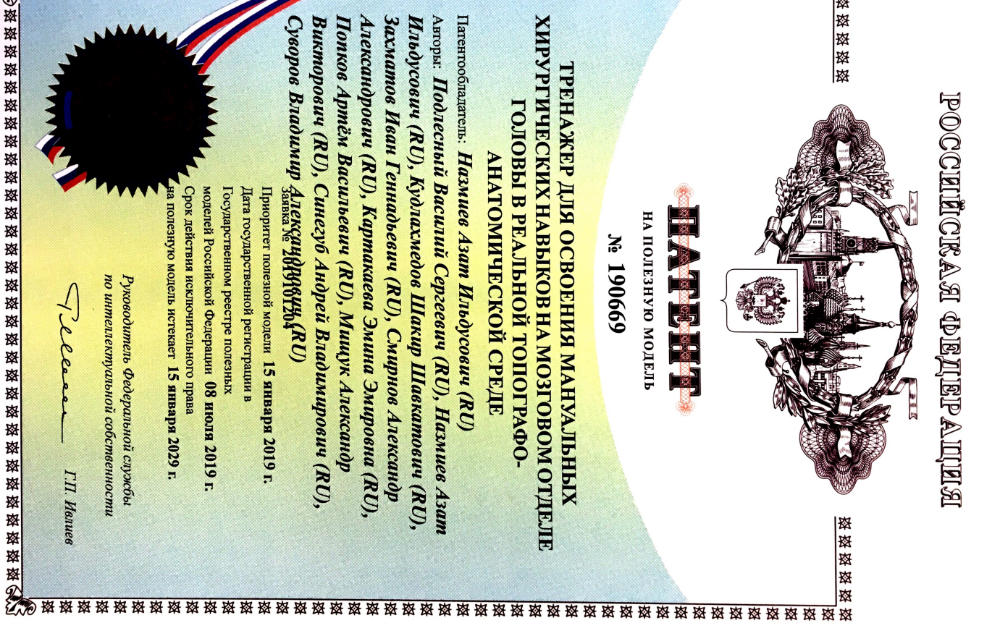 РОССИЙСКАЯ ФЕДЕРАЦИЯ
ПАТЕНТ
НА ПОЛЕЗНУЮ МОДЕЛЬ
№ 190669
ТРЕНАЖЕР ДЛЯ ОСВОЕНИЯ МАНУАЛЬНЫХ
ХИРУРГИЧЕСКИХ НАВЫКОВ НА МОЗГОВОМ ОТДЕЛЕ
ГОЛОВЫ В РЕАЛЬНОЙ ТОПОГРАФО-
АНАТОМИЧЕСКОЙ СРЕДЕ
Патентообладатель: Назмиев Азат Ильдусович (RU)
Авторы: Подлесный Василий Сергеевич (RU), Назмиев Азат
Ильдусович (RU), Кудлахмедов Шакир Шавкатович (RU),
Захматов Иван Геннадьевич (RU), Смирнов Александр
Александрович (RU), Картакаева Эмина Эмировна (RU),
Попков Артём Васильевич (RU), Мищук Александр
Викторович (RU), Синегуб Андрей Владимирович (RU),
Суворов Владимир Александрович (RU)
Заявка № 2019101204
Приоритет полезной модели 15 января 2019 г.
Дата государственной регистрации в
Государственном реестре полезных
моделей Российской Федерации 08 июля 2019 г.
Срок действия исключительного права
на полезную модель истекает 15 января 2029 г.
Руководитель Федеральной службы
по интеллектуальной собственности
Г.П. Ивлиев